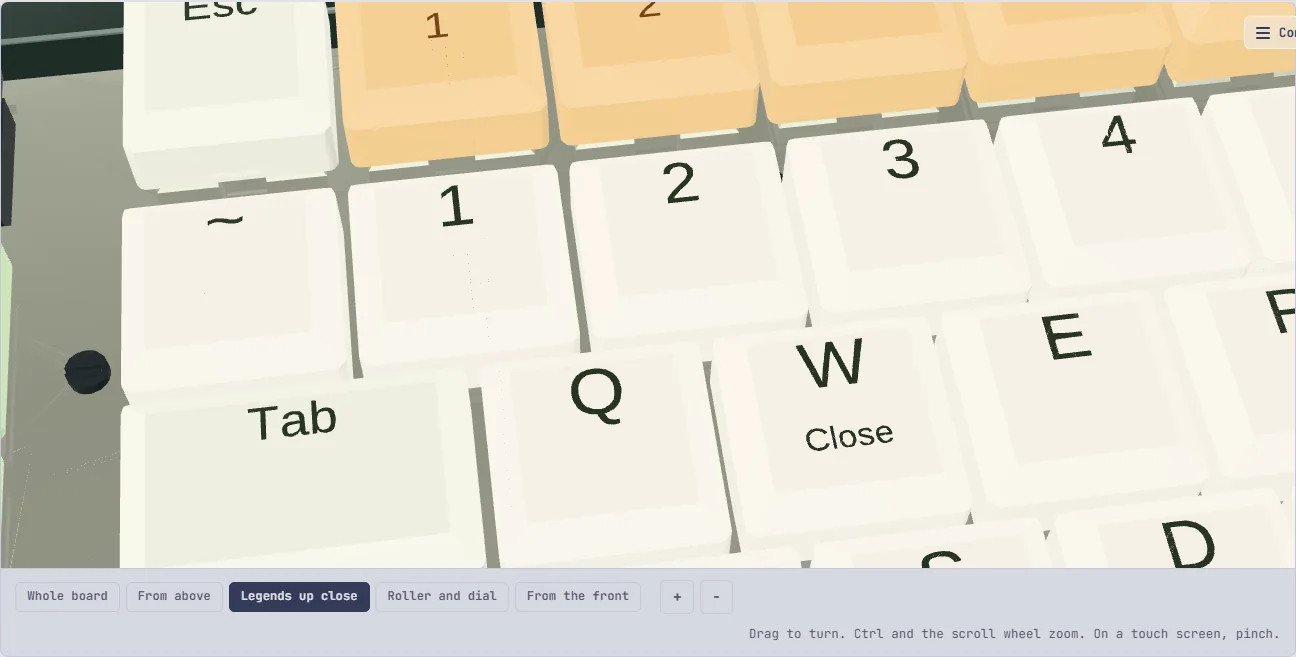 Esc
1
2
~
1
2
3
4
Tab
Q
W
Close
E
D
Whole board
From above
Legends up close
Roller and dial
From the front
+
-
Drag to turn. Ctrl and the scroll wheel zoom. On a touch screen, pinch.